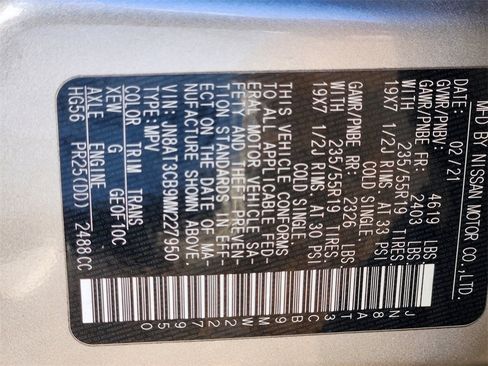 MFD BY NISSAN MOTOR CO.,LTD.
02/21
GVWR/PNBV: 4619 LBS
GAWR/PNBE FR: 2403 LBS
WITH 235/55R19 TIRES
19X7 1/2J RIMS AT 33 PSI
COLD SINGLE.
GAWR/PNBE RR: 2326 LBS
WITH 235/55R19 TIRES
19X7 1/2J RIMS AT 30 PSI
COLD SINGLE
THIS VEHICLE CONFORMS
TO ALL APPLICABLE FED-
ERAL MOTOR VEHICLE SA-
FETY AND THEFT PREVEN-
TION STANDARDS IN EFF-
ECT ON THE DATE OF MA-
NUFACTURE SHOWN ABOVE.
VIN: JN8AT3CB9MW227950
TYPE: MPV
COLOR TRIM TRANS
XEW G GE0F10C
AXLE ENGINE
HG56 PR25(DD) 2488CC
JN8AT3CB9MW227950